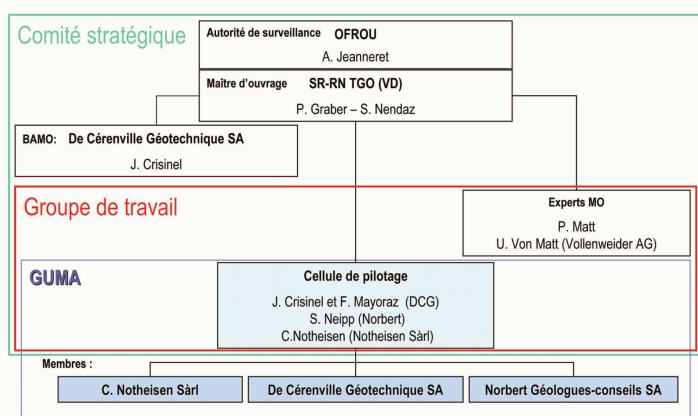 Comité stratégique
Autorité de surveillance OFROU
A. Jeanneret
Maître d'ouvrage SR-RN TGO (VD)
P. Graber – S. Nendaz
BAMO: De Cérenville Géotechnique SA
J. Crisinel
Groupe de travail
Experts MO
P. Matt
U. Von Matt (Vollenweider AG)
GUMA
Cellule de pilotage
J. Crisinel et F. Mayoraz (DCG)
S. Neipp (Norbert)
C.Notheisen (Notheisen Sàrl)
Membres :
C. Notheisen Sàrl
De Cérenville Géotechnique SA
Norbert Géologues-conseils SA